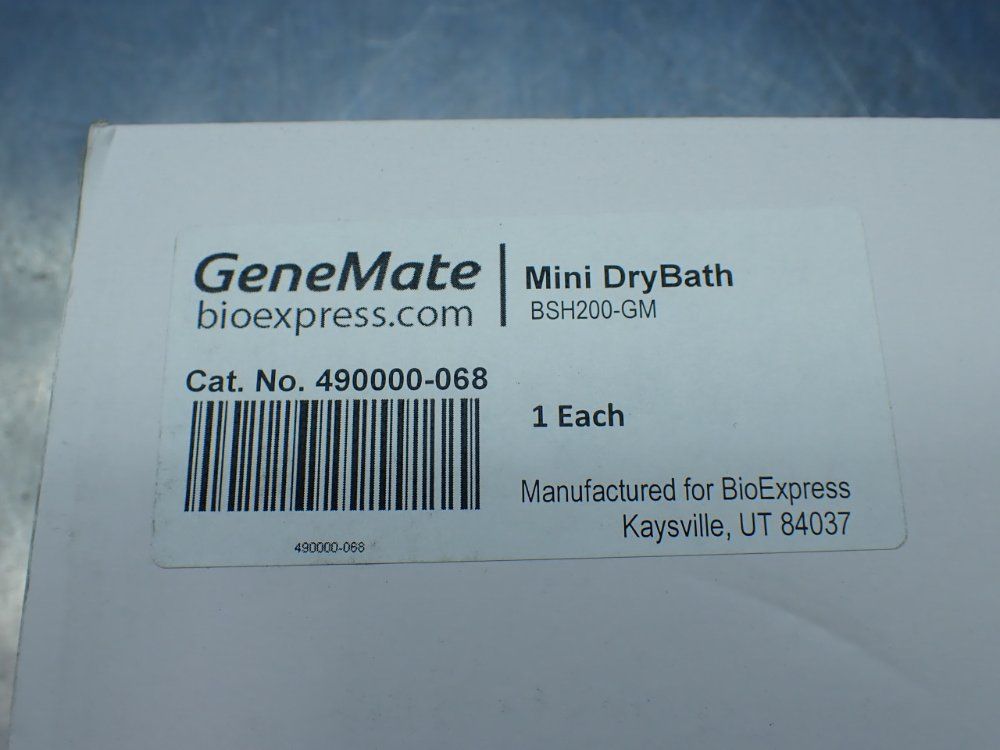 GeneMate
bioexpress.com
Mini DryBath
BSH200-GM
Cat. No. 490000-068
1 Each
490000-068
Manufactured for BioExpress
Kaysville, UT 84037